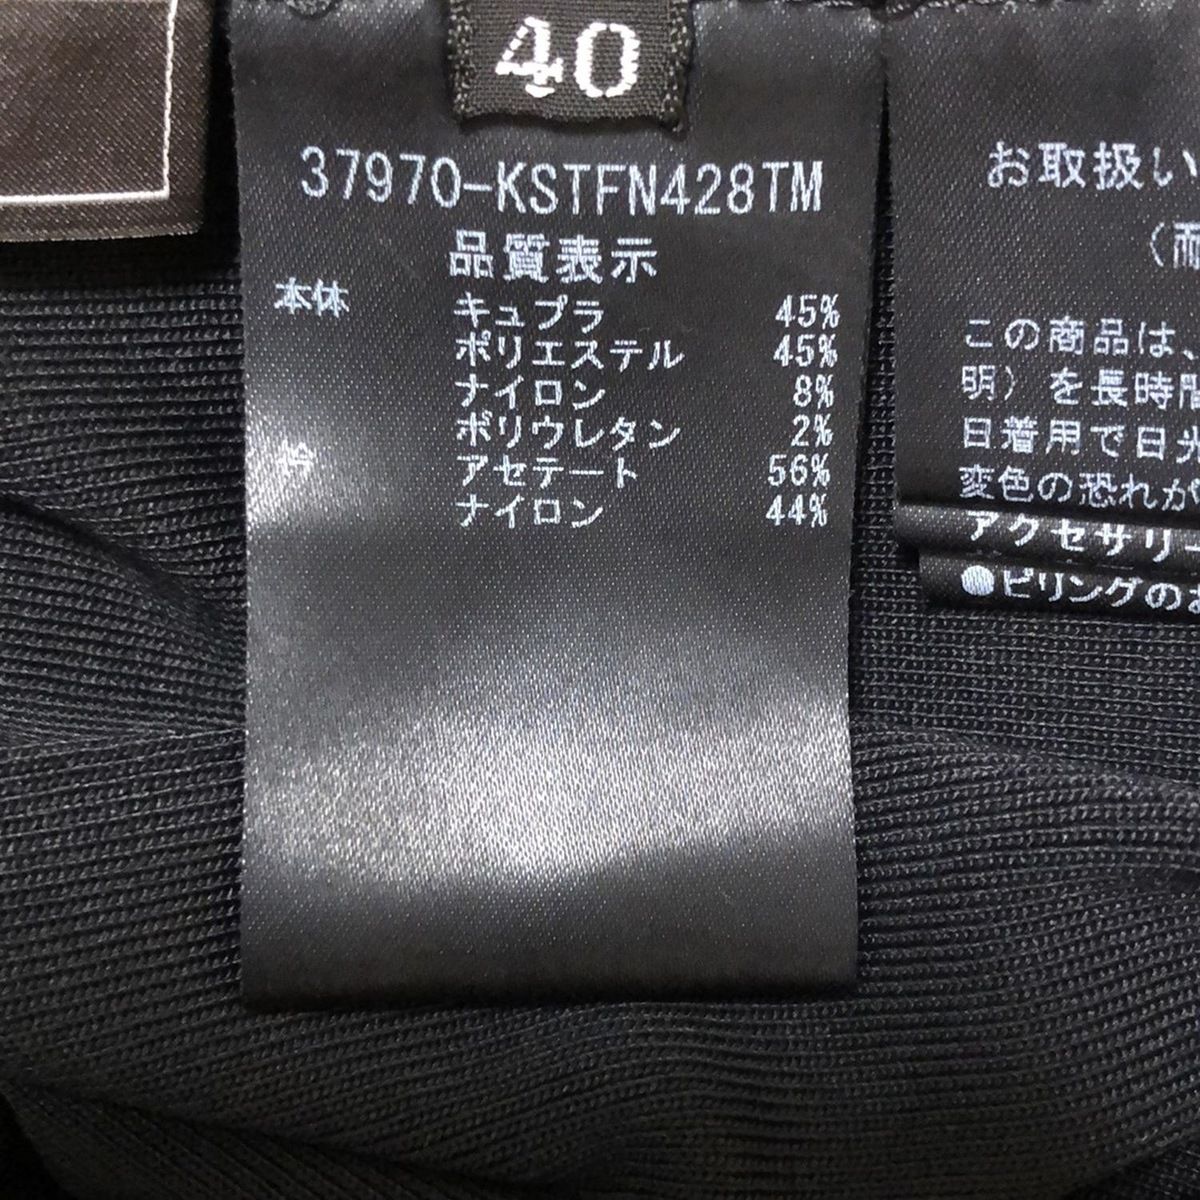 40
37970-KSTFN428TM
品質表示
本体 キュプラ 45%
ポリエステル 45%
ナイロン 8%
ポリウレタン 2%
衿 アセテート 56%
ナイロン 44%
お取扱い
（耐
この商品は、
明）を長時間
日着用で日光
変色の恐れが
アクセサリー
●ピリングのお